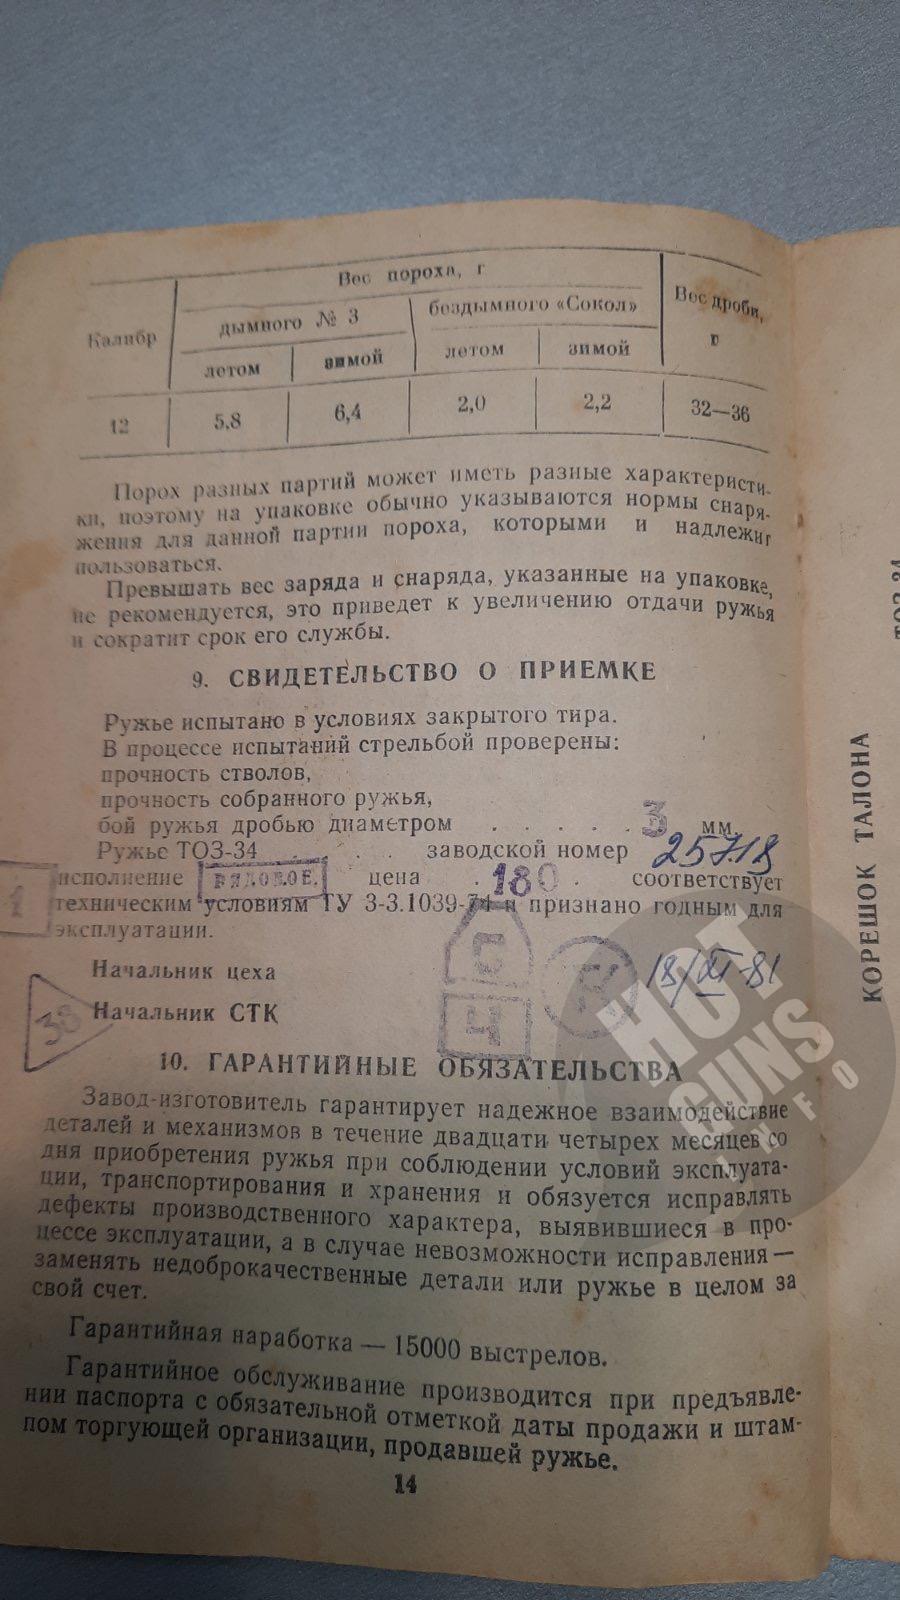 Калибр
Вес пороха, г
Вес дроби, г
дымного № 3
бездымного «Сокол»
летом
зимой
летом
зимой
12
5,8
6,4
2,0
2,2
32—36
Порох разных партий может иметь разные характеристи-
ки, поэтому на упаковке обычно указываются нормы снаря-
жения для данной партии пороха, которыми и надлежит
пользоваться.
Превышать вес заряда и снаряда, указанные на упаковке,
не рекомендуется, это приведет к увеличению отдачи ружья
и сократит срок его службы.
9. СВИДЕТЕЛЬСТВО О ПРИЕМКЕ
Ружье испытано в условиях закрытого тира.
В процессе испытаний стрельбой проверены:
прочность стволов,
прочность собранного ружья,
бой ружья дробью диаметром . . . . . 3 мм.
Ружье ТОЗ-34 . . . . заводской номер 25718
1 исполнение РЯДОВОЕ. цена . 180 . соответствует
техническим условиям ТУ 3-3.1039-74 и признано годным для
эксплуатации.
Начальник цеха
18/XI-81
38 Начальник СТК
10. ГАРАНТИЙНЫЕ ОБЯЗАТЕЛЬСТВА
Завод-изготовитель гарантирует надежное взаимодействие
деталей и механизмов в течение двадцати четырех месяцев со
дня приобретения ружья при соблюдении условий эксплуата-
ции, транспортирования и хранения и обязуется исправлять
дефекты производственного характера, выявившиеся в про-
цессе эксплуатации, а в случае невозможности исправления —
заменять недоброкачественные детали или ружье в целом за
свой счет.
Гарантийная наработка — 15000 выстрелов.
Гарантийное обслуживание производится при предъявле-
нии паспорта с обязательной отметкой даты продажи и штам-
пом торгующей организации, продавшей ружье.
14
КОРЕШОК ТАЛОНА
ТОЗ-34
HOT
GUNS
INFO